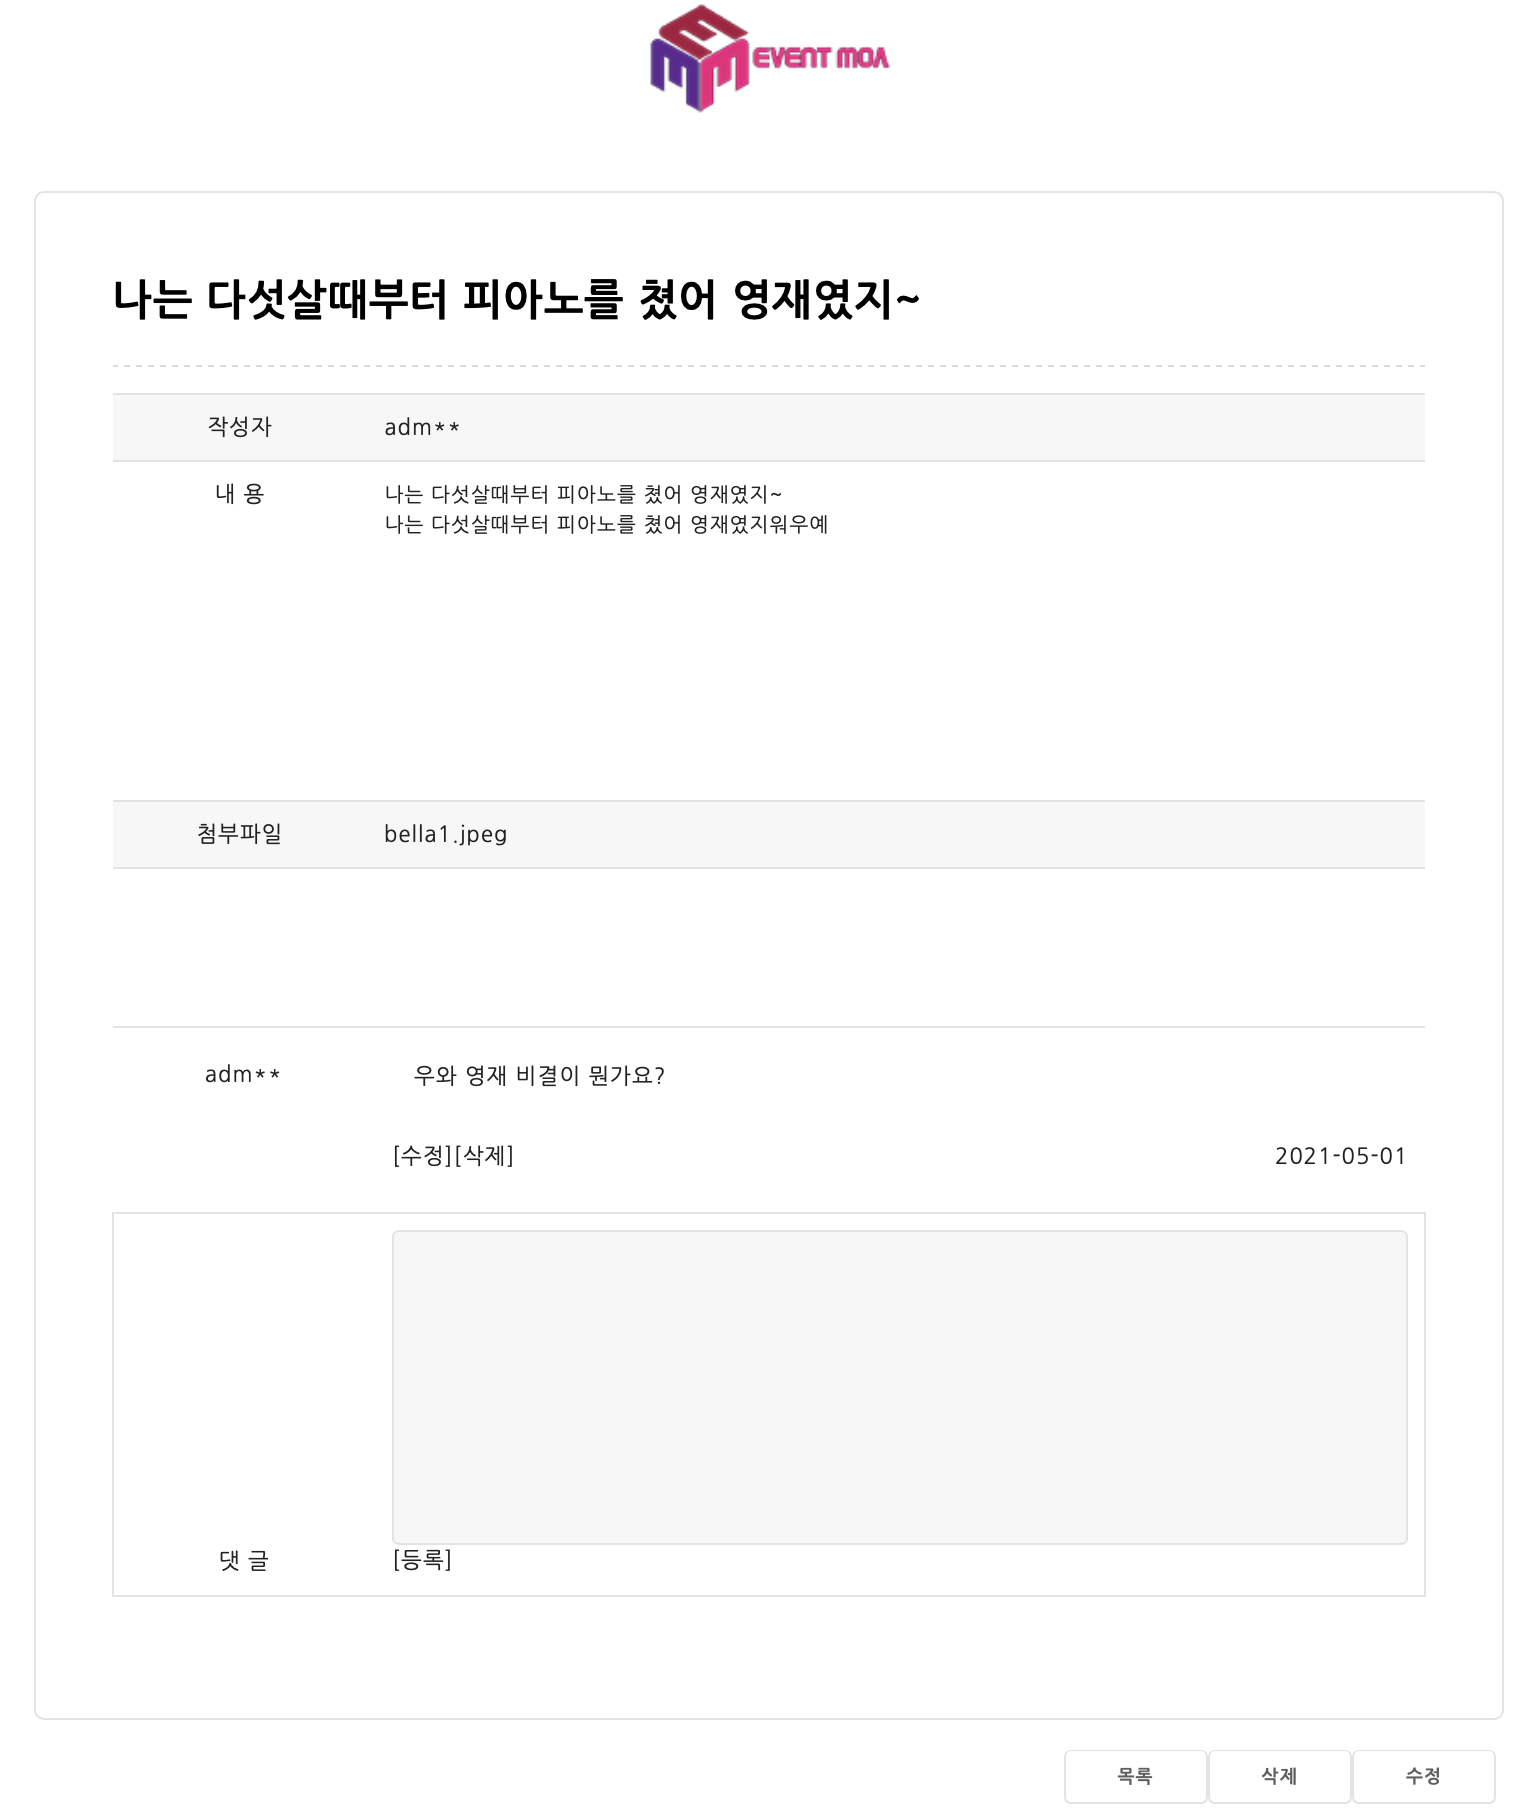 EVENT MOA
나는 다섯살때부터 피아노를 쳤어 영재였지~
작성자 adm**
내 용 나는 다섯살때부터 피아노를 쳤어 영재였지~
나는 다섯살때부터 피아노를 쳤어 영재였지워우예
첨부파일 bella1.jpeg
adm** 우와 영재 비결이 뭔가요?
[수정][삭제] 2021-05-01
댓 글 [등록]
목록 삭제 수정